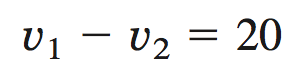 v₁ − v₂ = 20